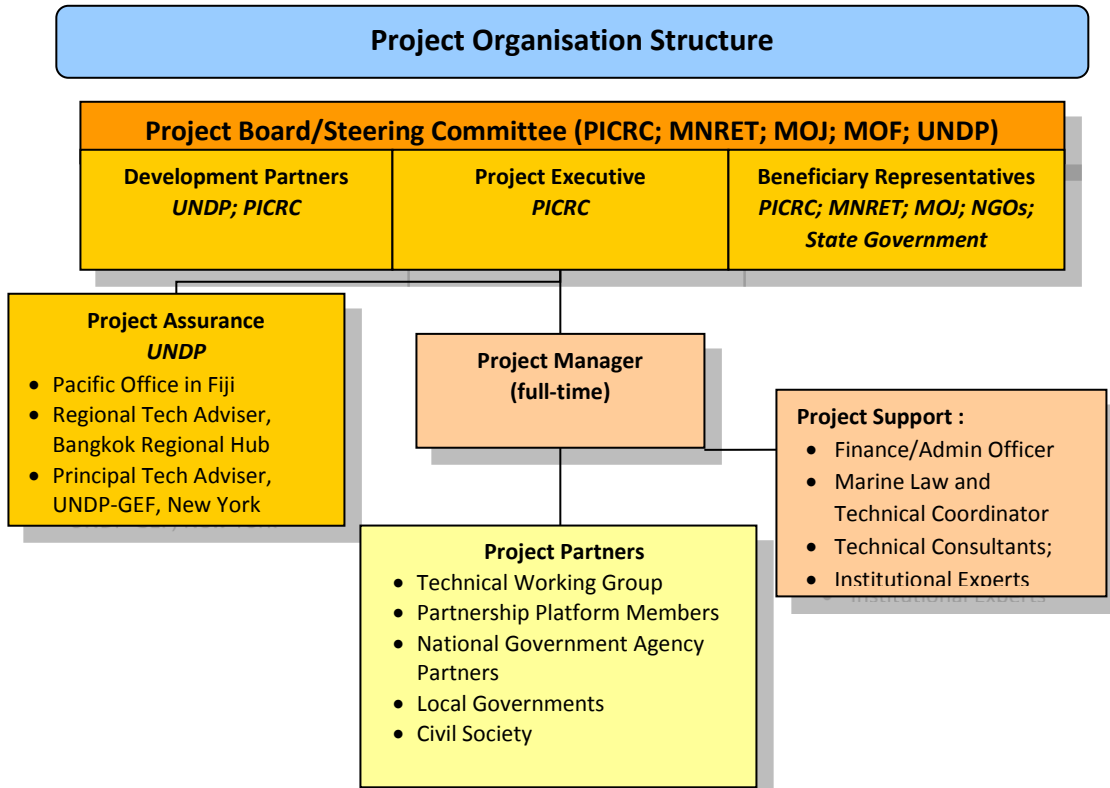 Project Organisation Structure
Project Board/Steering Committee (PICRC; MNRET; MOJ; MOF; UNDP)
Development Partners
UNDP; PICRC
Project Executive
PICRC
Beneficiary Representatives
PICRC; MNRET; MOJ; NGOs;
State Government
Project Assurance
UNDP
• Pacific Office in Fiji
• Regional Tech Adviser,
Bangkok Regional Hub
• Principal Tech Adviser,
UNDP-GEF, New York
Project Manager
(full-time)
Project Support :
• Finance/Admin Officer
• Marine Law and
Technical Coordinator
• Technical Consultants;
• Institutional Experts
Project Partners
• Technical Working Group
• Partnership Platform Members
• National Government Agency
Partners
• Local Governments
• Civil Society